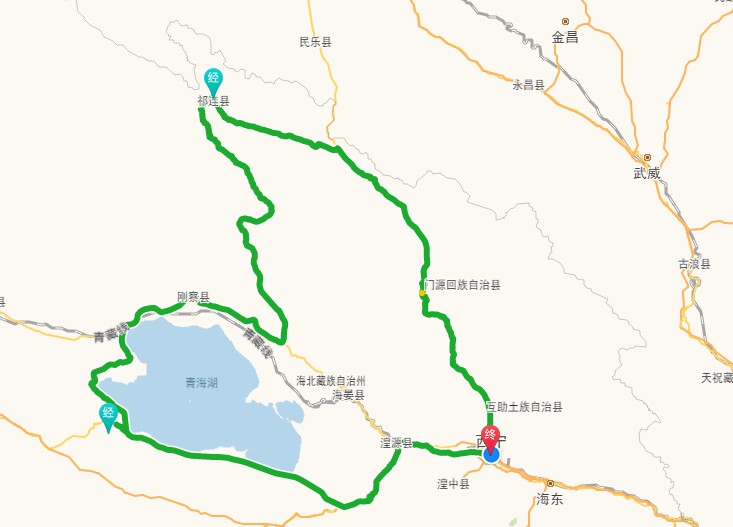 金昌
民乐县
经
永昌县
祁连县
武威
古浪县
门源回族自治县
刚察县
县
青藏线
青藏线
天祝藏
青海湖
海北藏族自治州
海晏县
互助土族自治县
经
终
湟源县
湟中县
海东